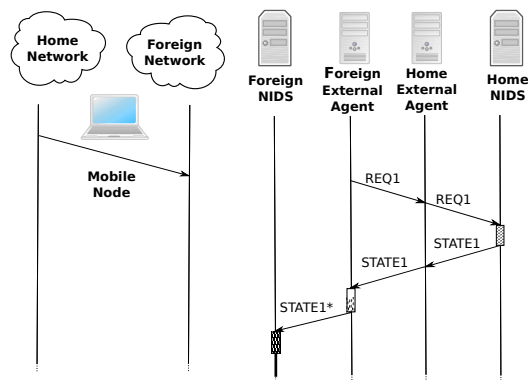 Home
Network
Foreign
Network
Mobile
Node
Foreign
NIDS
Foreign
External
Agent
Home
External
Agent
Home
NIDS
REQ1
REQ1
STATE1
STATE1
STATE1*